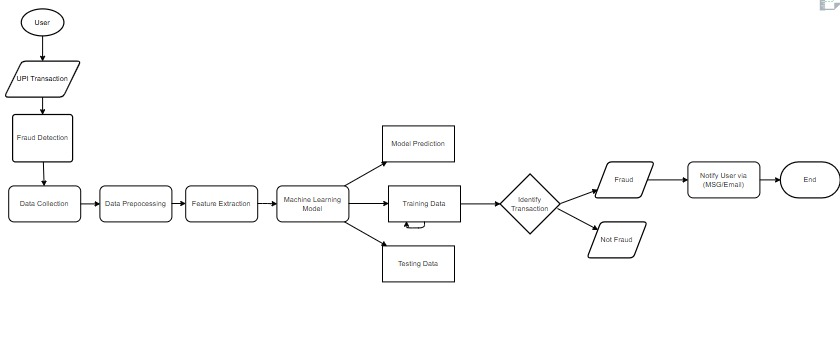 User
UPI Transaction
Fraud Detection
Data Collection
Data Prepocessing
Feature Extraction
Machine Learning
Model
Model Prediction
Training Data
Testing Data
Identify
Transaction
Fraud
Not Fraud
Notify User via
(MSG/Email)
End